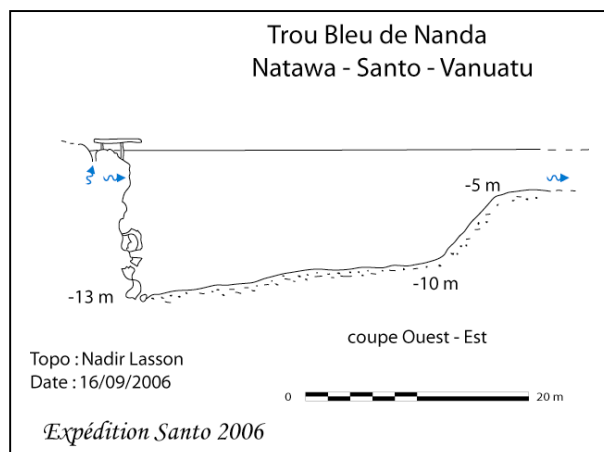 Trou Bleu de Nanda
Natawa - Santo - Vanuatu
-5 m
-13 m
-10 m
coupe Ouest - Est
Topo : Nadir Lasson
Date : 16/09/2006
0
20 m
Expédition Santo 2006